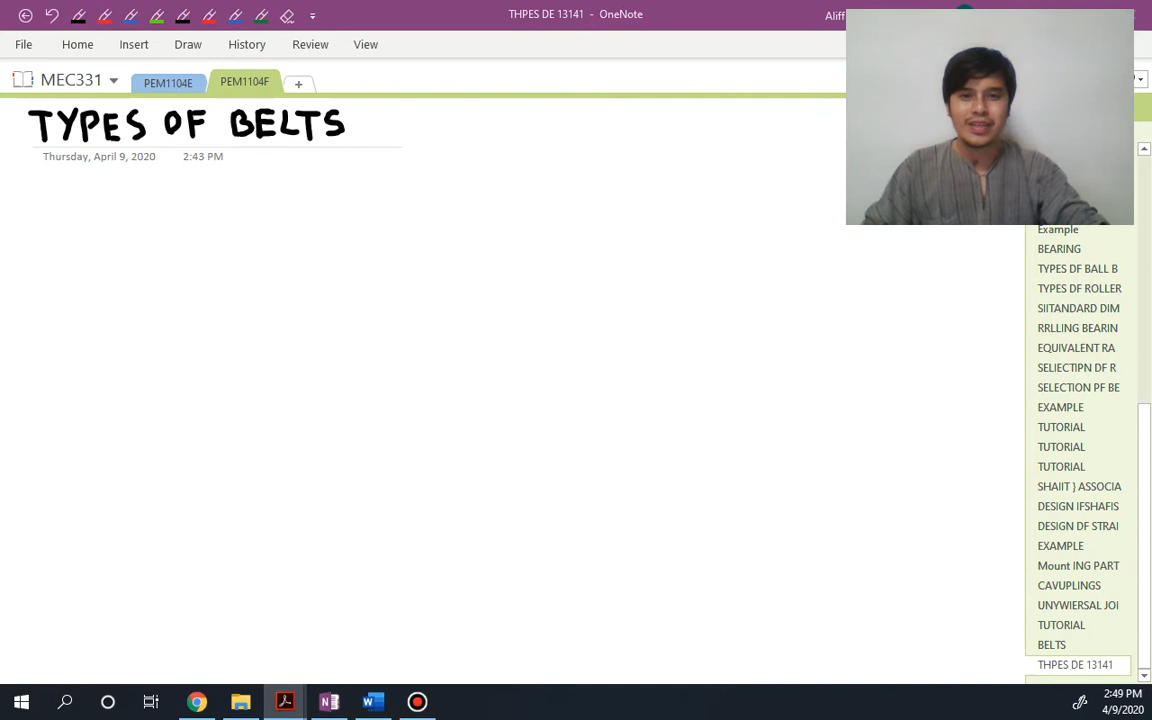 THPES DE 13141 - OneNote
Aliff
File Home Insert Draw History Review View
MEC331
PEM1104E
PEM1104F
TYPES OF BELTS
Thursday, April 9, 2020 2:43 PM
Example
BEARING
TYPES DF BALL B
TYPES DF ROLLER
SIITANDARD DIM
RRLLING BEARIN
EQUIVALENT RA
SELIECTIPN DF R
SELECTION PF BE
EXAMPLE
TUTORIAL
TUTORIAL
TUTORIAL
SHAIIT } ASSOCIA
DESIGN IFSHAFIS
DESIGN DF STRAI
EXAMPLE
Mount ING PART
CAVUPLINGS
UNYWIERSAL JOI
TUTORIAL
BELTS
THPES DE 13141
2:49 PM
4/9/2020